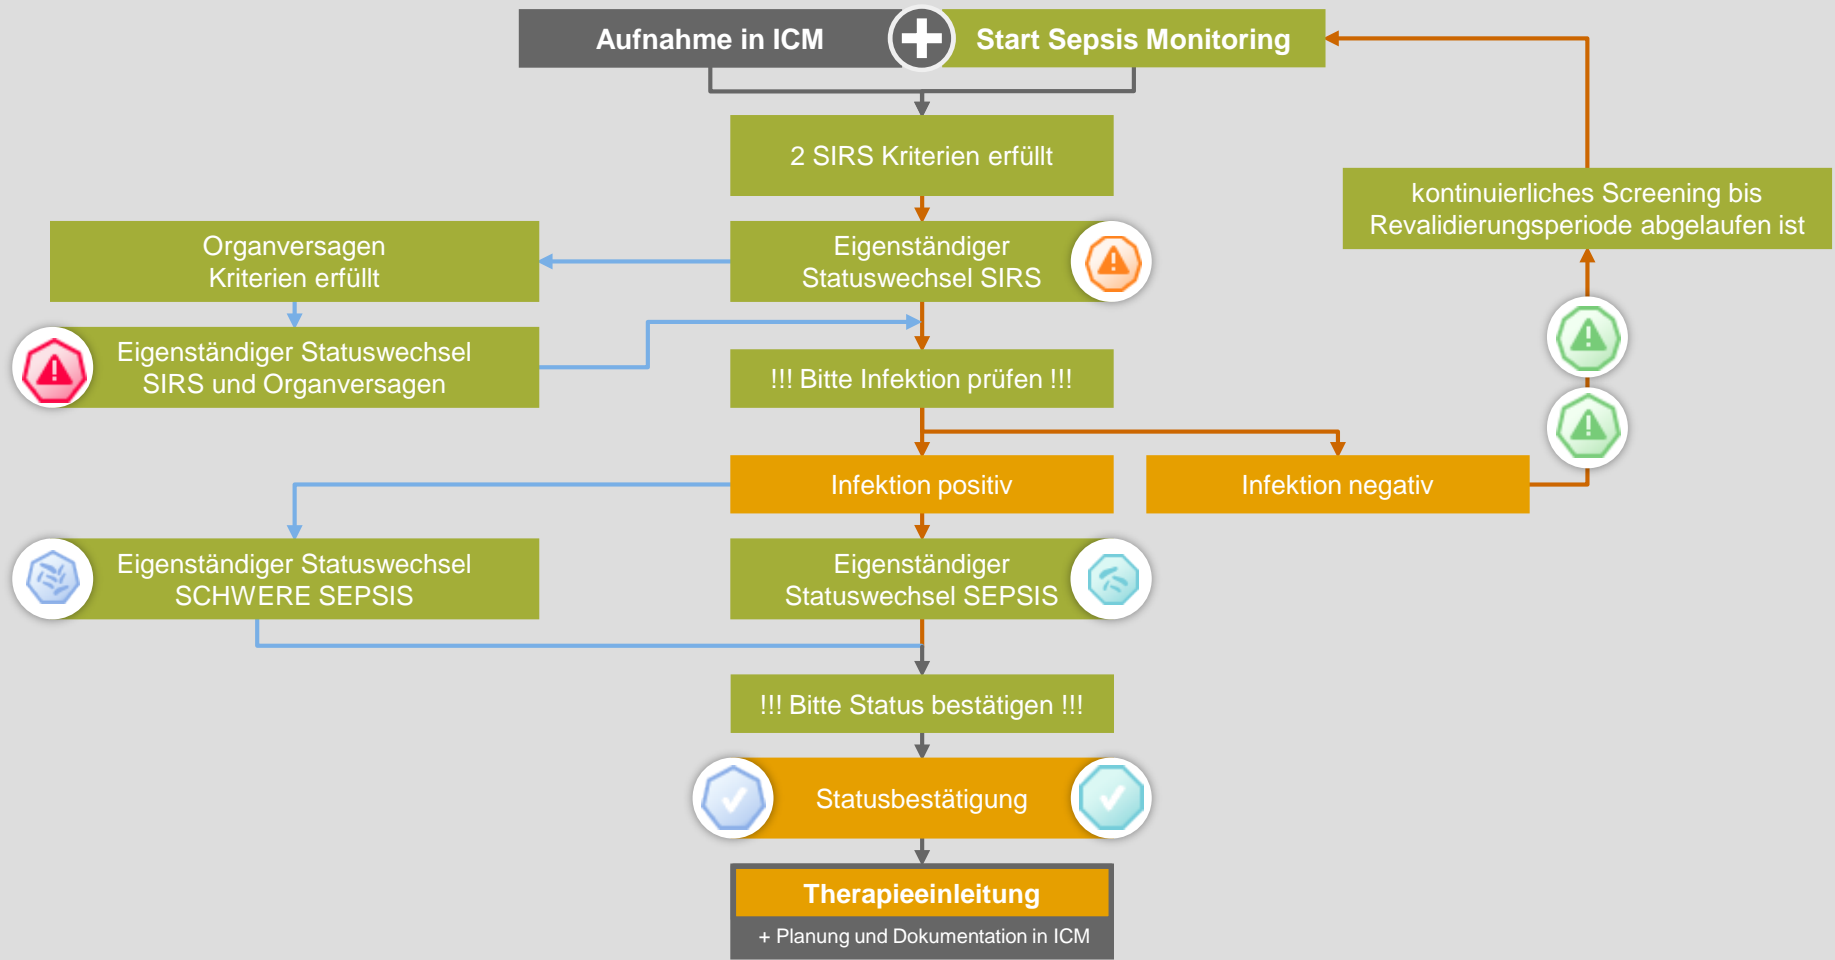 Aufnahme in ICM
Start Sepsis Monitoring
2 SIRS Kriterien erfüllt
kontinuierliches Screening bis
Revalidierungsperiode abgelaufen ist
Organversagen
Kriterien erfüllt
Eigenständiger
Statuswechsel SIRS
Eigenständiger Statuswechsel
SIRS und Organversagen
!!! Bitte Infektion prüfen !!!
Infektion positiv
Infektion negativ
Eigenständiger Statuswechsel
SCHWERE SEPSIS
Eigenständiger
Statuswechsel SEPSIS
!!! Bitte Status bestätigen !!!
Statusbestätigung
Therapieeinleitung
+ Planung und Dokumentation in ICM